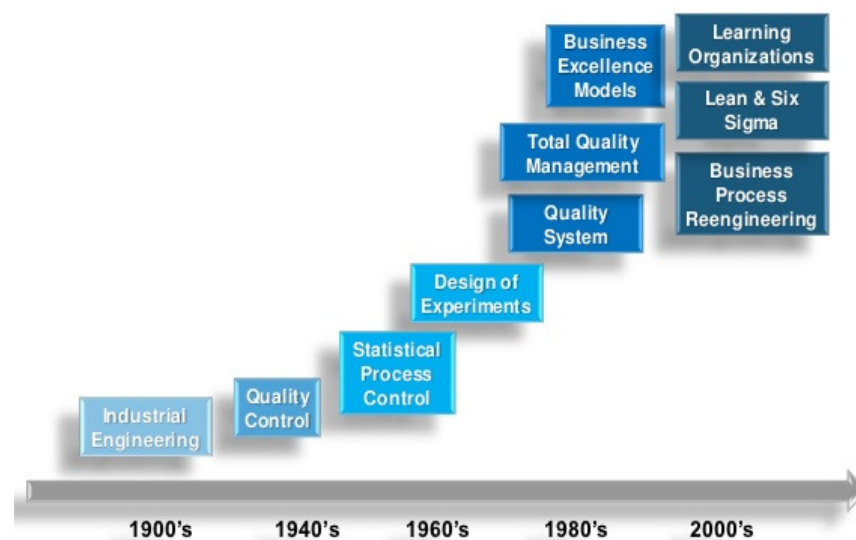 Business
Excellence
Models
Learning
Organizations
Lean & Six
Sigma
Total Quality
Management
Business
Process
Reengineering
Quality
System
Design of
Experiments
Statistical
Process
Control
Quality
Control
Industrial
Engineering
1900's
1940's
1960's
1980's
2000's